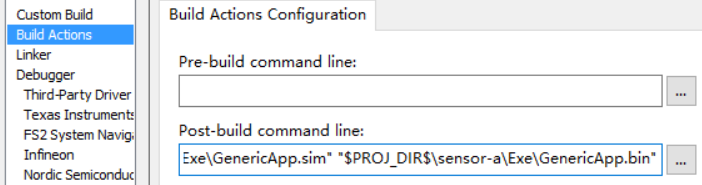 Custom Build
Build Actions
Linker
Debugger
Third-Party Driver
Texas Instruments
FS2 System Navig
Infineon
Nordic Semiconduc
Build Actions Configuration
Pre-build command line:
...
Post-build command line:
Exe\GenericApp.sim" "$PROJ_DIR$\sensor-a\Exe\GenericApp.bin"
...